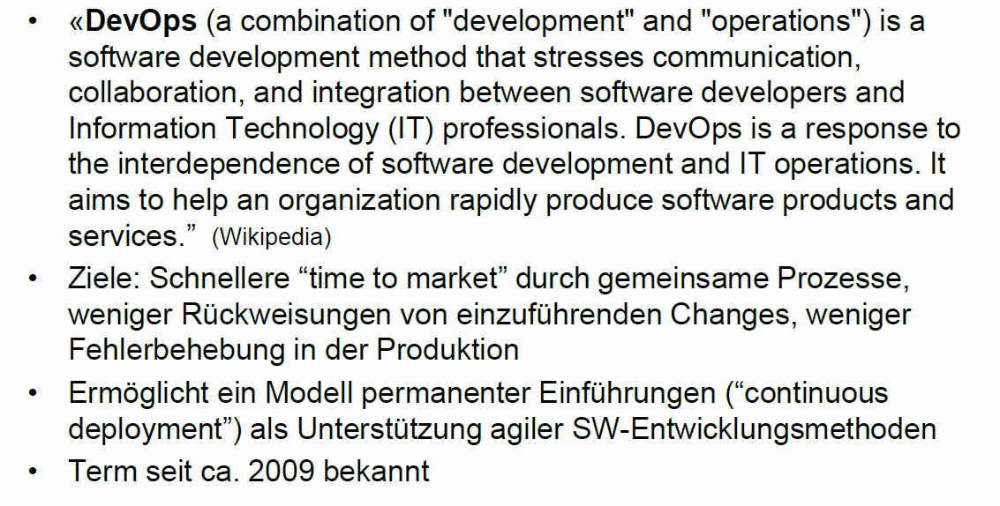 • «DevOps (a combination of "development" and "operations") is a
software development method that stresses communication,
collaboration, and integration between software developers and
Information Technology (IT) professionals. DevOps is a response to
the interdependence of software development and IT operations. It
aims to help an organization rapidly produce software products and
services.” (Wikipedia)
• Ziele: Schnellere “time to market” durch gemeinsame Prozesse,
weniger Rückweisungen von einzuführenden Changes, weniger
Fehlerbehebung in der Produktion
• Ermöglicht ein Modell permanenter Einführungen (“continuous
deployment”) als Unterstützung agiler SW-Entwicklungsmethoden
• Term seit ca. 2009 bekannt